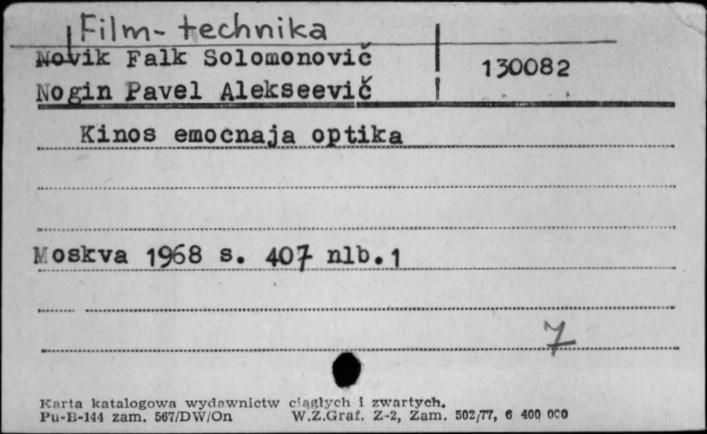 Film-technika
Novik Falk Solomonovič 130082
Nogin Pavel Alekseevič
Kinos emocnaja optika
Moskva 1968 s. 407 nlb.1
7
Karta katalogowa wydawnictw ciągłych i zwartych.
Pu-B-144 zam. 567/DW/On W.Z.Graf. Z-2, Zam. 502/77, 6 400 000